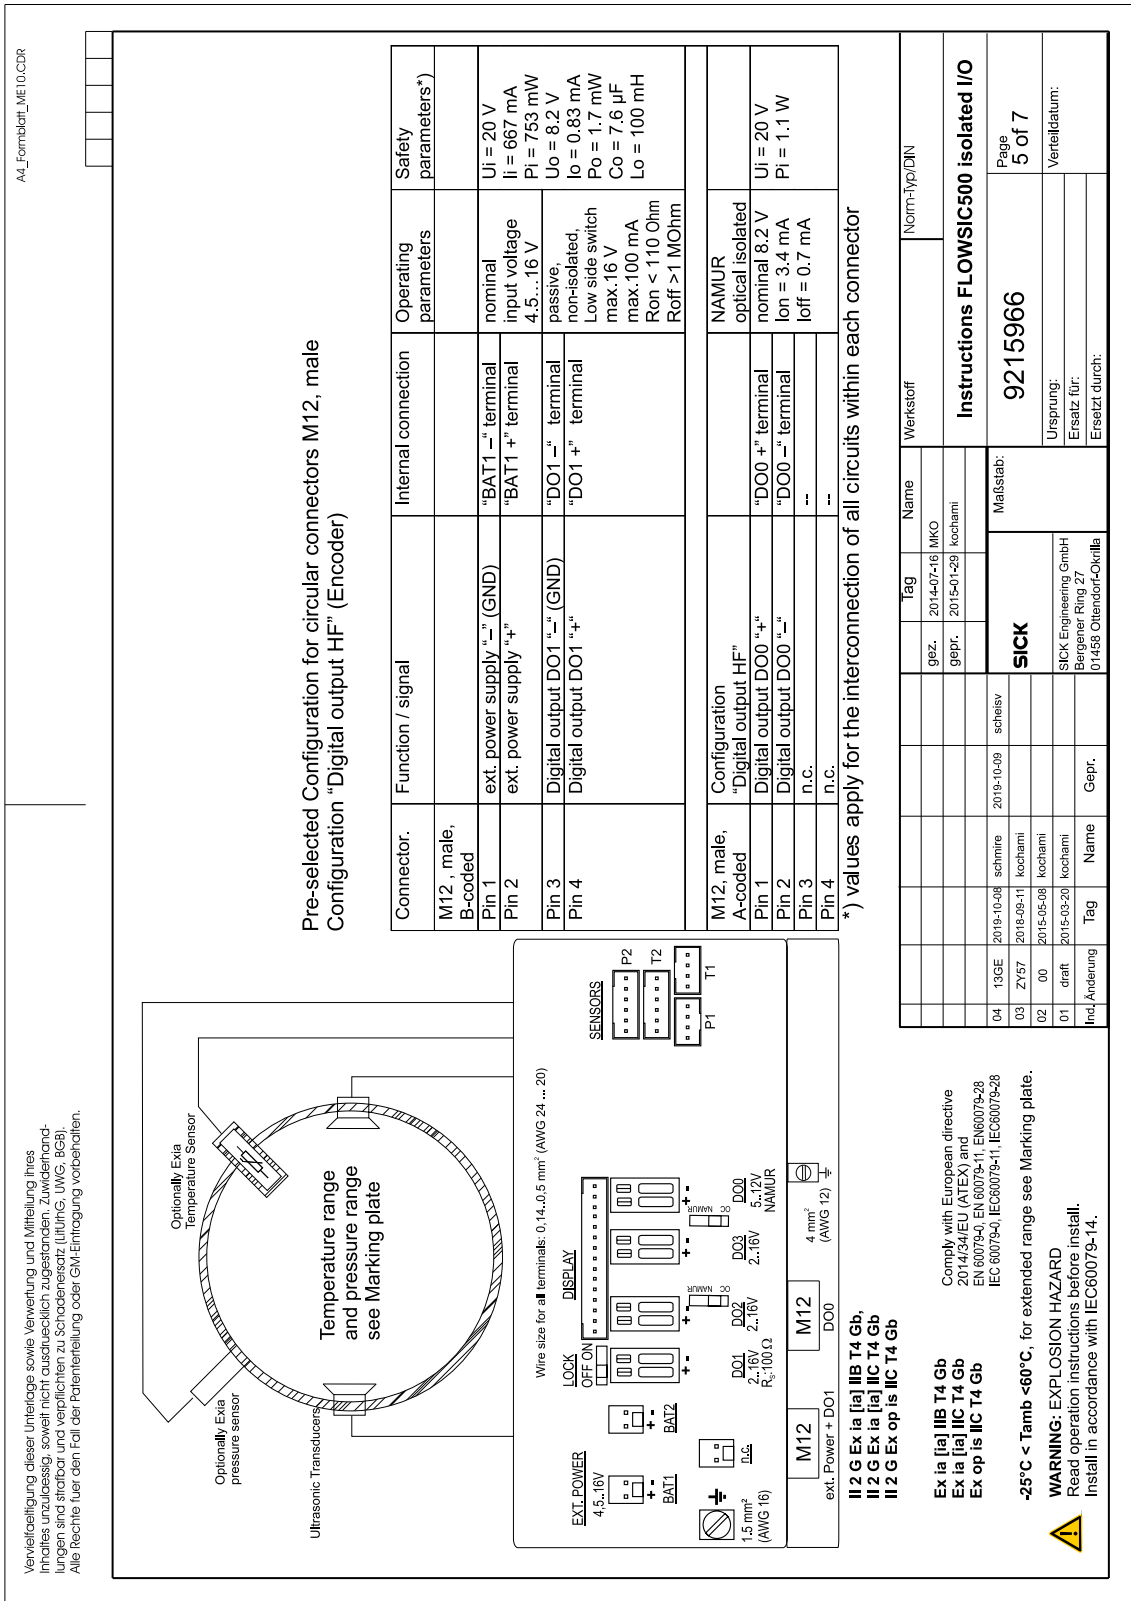 A4_Formblatt_ME10.CDR
Vervielfaeltigung dieser Unterlage sowie Verwertung und Mitteilung ihres
Inhaltes unzulaessig, soweit nicht ausdruecklich zugestanden. Zuwiderhand-
lungen sind strafbar und verpflichten zu Schadenersatz (LitUrhG, UWG, BGB).
Alle Rechte fuer den Fall der Patenterteilung oder GM-Eintragung vorbehalten.
Optionally Exia
pressure sensor
Optionally Exia
Temperature Sensor
Ultrasonic Transducers
Temperature range
and pressure range
see Marking plate
Wire size for all terminals: 0,14..0,5 mm² (AWG 24 ... 20)
EXT. POWER
4,5..16V
+ -
BAT1
+ -
BAT2
LOCK
OFF ON
DISPLAY
SENSORS
P2
T2
P1
T1
n.c.
1.5 mm²
(AWG 16)
+ -
DO1
2..16V
Rₛ:100 Ω
+ -
DO2
2..16V
OC NAMUR
+ -
DO3
2..16V
OC NAMUR
+ -
DO0
5..12V
NAMUR
M12
ext. Power + DO1
M12
DO0
4 mm²
(AWG 12)
Pre-selected Configuration for circular connectors M12, male
Configuration “Digital output HF” (Encoder)
Connector. Function / signal Internal connection Operating parameters Safety parameters*)
M12 , male, B-coded
Pin 1 ext. power supply “–” (GND) “BAT1 –“ terminal nominal
Pin 2 ext. power supply “+” “BAT1 +” terminal input voltage
4.5...16 V
Ui = 20 V
Ii = 667 mA
Pi = 753 mW
Pin 3 Digital output DO1 “–“ (GND) “DO1 –“ terminal
Pin 4 Digital output DO1 “+“ “DO1 +” terminal
passive,
non-isolated,
Low side switch
max.16 V
max.100 mA
Ron < 110 Ohm
Roff >1 MOhm
Uo = 8.2 V
Io = 0.83 mA
Po = 1.7 mW
Co = 7.6 µF
Lo = 100 mH
M12, male, A-coded
Configuration
“Digital output HF”
NAMUR
optical isolated
Pin 1 Digital output DO0 “+“ “DO0 +” terminal nominal 8.2 V Ui = 20 V
Pin 2 Digital output DO0 “–“ “DO0 –“ terminal Ion = 3.4 mA Pi = 1.1 W
Pin 3 n.c. -- Ioff = 0.7 mA
Pin 4 n.c. --
*) values apply for the interconnection of all circuits within each connector
II 2 G Ex ia [ia] IIB T4 Gb,
II 2 G Ex ia [ia] IIC T4 Gb
II 2 G Ex op is IIC T4 Gb
Ex ia [ia] IIB T4 Gb
Ex ia [ia] IIC T4 Gb
Ex op is IIC T4 Gb
Comply with European directive
2014/34/EU (ATEX) and
EN 60079-0, EN 60079-11, EN60079-28
IEC 60079-0, IEC60079-11, IEC60079-28
-25°C < Tamb <60°C, for extended range see Marking plate.
WARNING: EXPLOSION HAZARD
Read operation instructions before install.
Install in accordance with IEC60079-14.
04 13GE 2019-10-08 schmire 2019-10-09 scheisv
03 ZY57 2018-09-11 kochami
02 00 2015-05-08 kochami
01 draft 2015-03-20 kochami
Ind. Änderung Tag Name Gepr.
Tag Name
gez. 2014-07-16 MKO
gepr. 2015-01-29 kochami
SICK
SICK Engineering GmbH
Bergener Ring 27
01458 Ottendorf-Okrilla
Maßstab:
Werkstoff
Norm-Typ/DIN
Instructions FLOWSIC500 isolated I/O
9215966
Page
5 of 7
Ursprung:
Ersatz für:
Ersetzt durch:
Verteildatum: